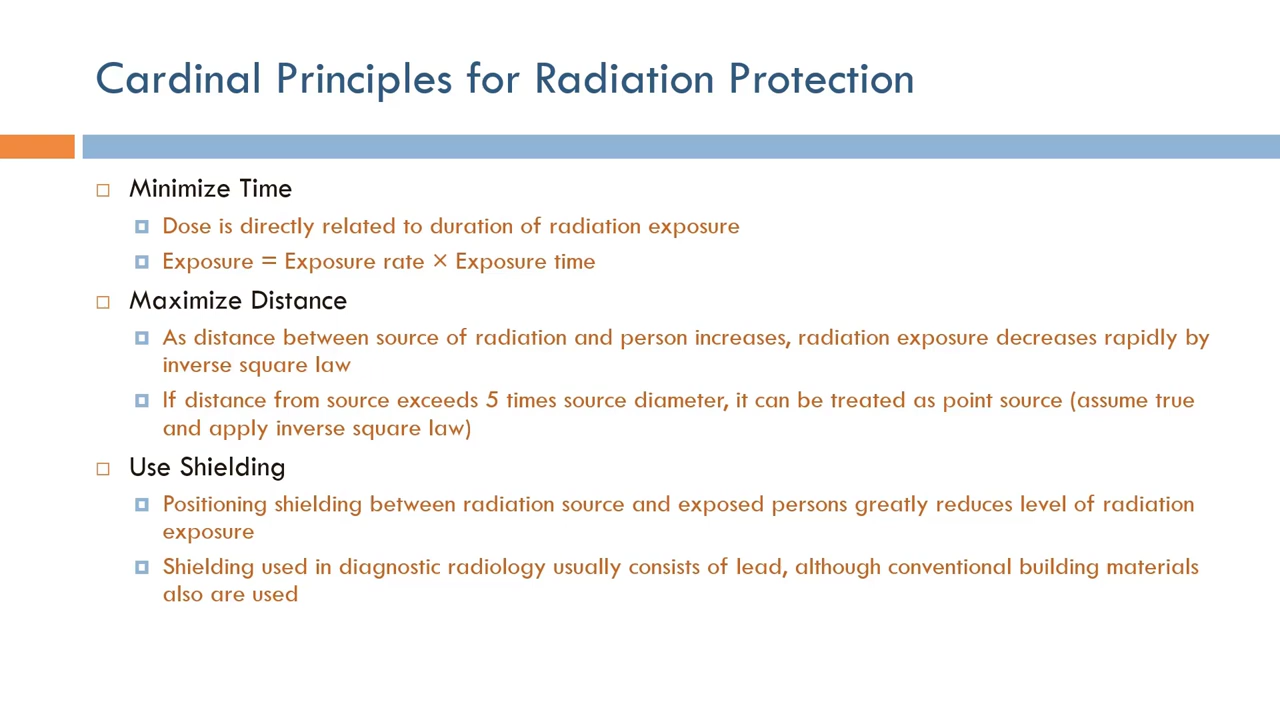 Cardinal Principles for Radiation Protection
Minimize Time
Dose is directly related to duration of radiation exposure
Exposure = Exposure rate × Exposure time
Maximize Distance
As distance between source of radiation and person increases, radiation exposure decreases rapidly by
inverse square law
If distance from source exceeds 5 times source diameter, it can be treated as point source (assume true
and apply inverse square law)
Use Shielding
Positioning shielding between radiation source and exposed persons greatly reduces level of radiation
exposure
Shielding used in diagnostic radiology usually consists of lead, although conventional building materials
also are used